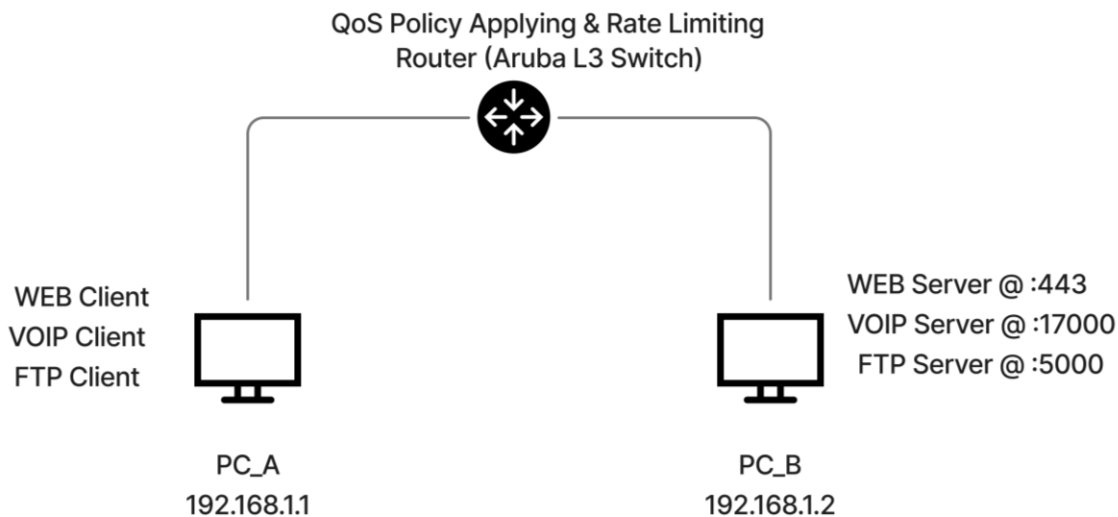 QoS Policy Applying & Rate Limiting
Router (Aruba L3 Switch)
WEB Client
VOIP Client
FTP Client
WEB Server @ :443
VOIP Server @ :17000
FTP Server @ :5000
PC_A
192.168.1.1
PC_B
192.168.1.2